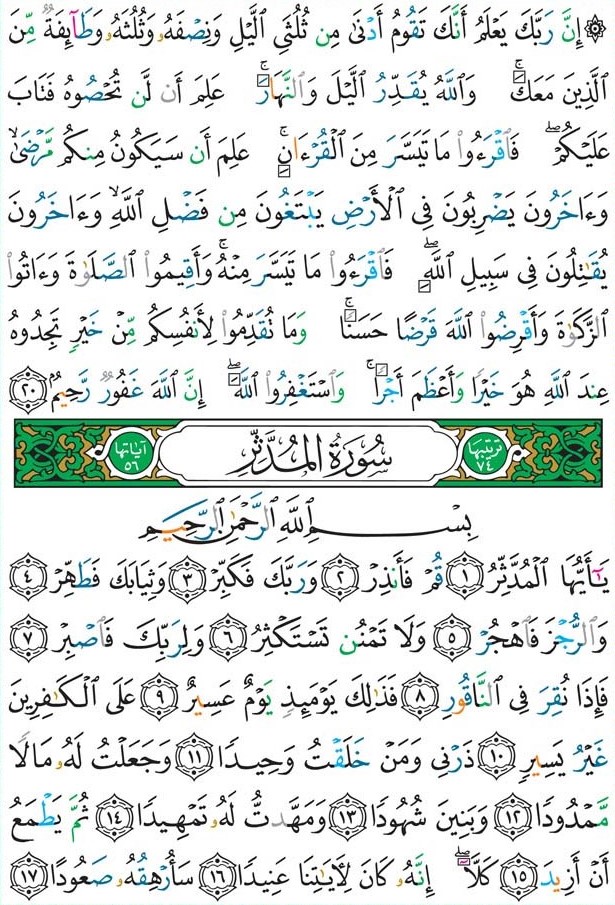 ۞ إِنَّ رَبَّكَ يَعْلَمُ أَنَّكَ تَقُومُ أَدْنَىٰ مِن ثُلُثَىِ ٱلَّيْلِ وَنِصْفَهُۥ وَثُلُثَهُۥ وَطَآئِفَةٌ مِّنَ
ٱلَّذِينَ مَعَكَ ۚ وَٱللَّهُ يُقَدِّرُ ٱلَّيْلَ وَٱلنَّهَارَ ۚ عَلِمَ أَن لَّن تُحْصُوهُ فَتَابَ
عَلَيْكُمْ ۖ فَٱقْرَءُوا۟ مَا تَيَسَّرَ مِنَ ٱلْقُرْءَانِ ۚ عَلِمَ أَن سَيَكُونُ مِنكُم مَّرْضَىٰ ۙ
وَءَاخَرُونَ يَضْرِبُونَ فِى ٱلْأَرْضِ يَبْتَغُونَ مِن فَضْلِ ٱللَّهِ ۙ وَءَاخَرُونَ
يُقَـٰتِلُونَ فِى سَبِيلِ ٱللَّهِ ۖ فَٱقْرَءُوا۟ مَا تَيَسَّرَ مِنْهُ ۚ وَأَقِيمُوا۟ ٱلصَّلَوٰةَ وَءَاتُوا۟
ٱلزَّكَوٰةَ وَأَقْرِضُوا۟ ٱللَّهَ قَرْضًا حَسَنًا ۚ وَمَا تُقَدِّمُوا۟ لِأَنفُسِكُم مِّنْ خَيْرٍ تَجِدُوهُ
عِندَ ٱللَّهِ هُوَ خَيْرًا وَأَعْظَمَ أَجْرًا ۚ وَٱسْتَغْفِرُوا۟ ٱللَّهَ ۖ إِنَّ ٱللَّهَ غَفُورٌ رَّحِيمٌۢ ٢٠
ترتيبها ٧٤ سُورَةُ المُدَّثِّر آياتها ٥٦
بِسْمِ ٱللَّهِ ٱلرَّحْمَـٰنِ ٱلرَّحِيمِ
يَـٰٓأَيُّهَا ٱلْمُدَّثِّرُ ١ قُمْ فَأَنذِرْ ٢ وَرَبَّكَ فَكَبِّرْ ٣ وَثِيَابَكَ فَطَهِّرْ ٤
وَٱلرُّجْزَ فَٱهْجُرْ ٥ وَلَا تَمْنُن تَسْتَكْثِرُ ٦ وَلِرَبِّكَ فَٱصْبِرْ ٧
فَإِذَا نُقِرَ فِى ٱلنَّاقُورِ ٨ فَذَٰلِكَ يَوْمَئِذٍ يَوْمٌ عَسِيرٌ ٩ عَلَى ٱلْكَـٰفِرِينَ
غَيْرُ يَسِيرٍ ١٠ ذَرْنِى وَمَنْ خَلَقْتُ وَحِيدًا ١١ وَجَعَلْتُ لَهُۥ مَالًا
مَّمْدُودًا ١٢ وَبَنِينَ شُهُودًا ١٣ وَمَهَّدتُّ لَهُۥ تَمْهِيدًا ١٤ ثُمَّ يَطْمَعُ
أَنْ أَزِيدَ ١٥ كَلَّآ ۖ إِنَّهُۥ كَانَ لِـَٔايَـٰتِنَا عَنِيدًا ١٦ سَأُرْهِقُهُۥ صَعُودًا ١٧